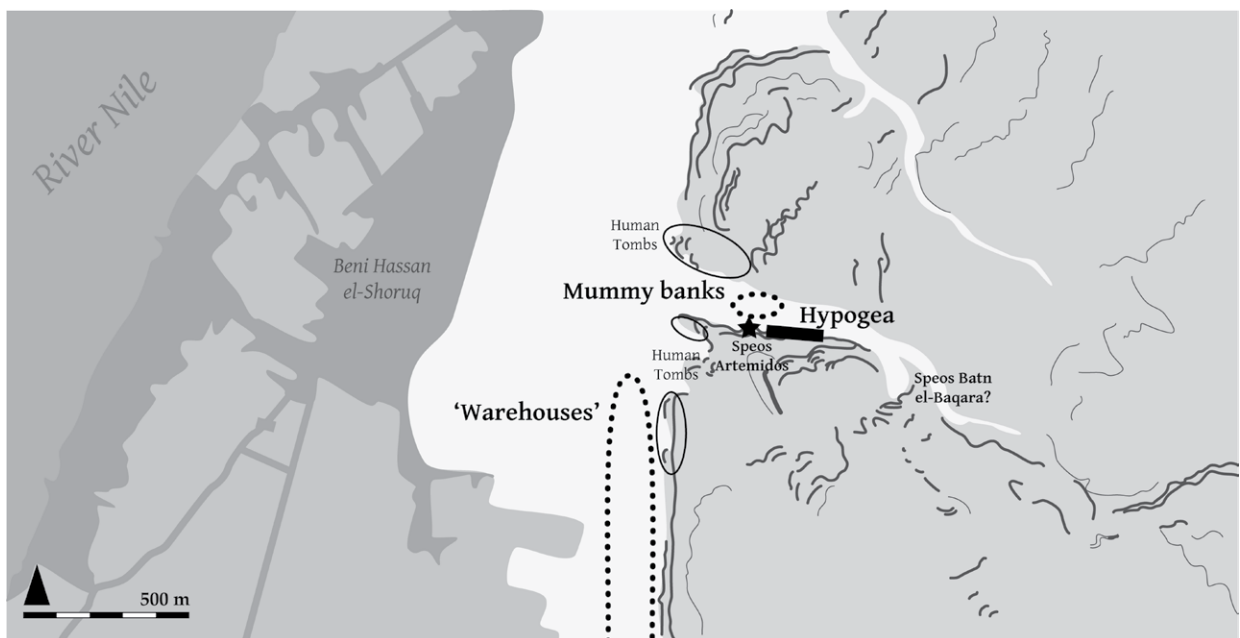 River Nile
Human
Tombs
Beni Hassan
el-Shoruq
Mummy banks
Hypogea
Speos
Artemidos
Human
Tombs
Speos Batn
el-Baqara?
‘Warehouses’
500 m